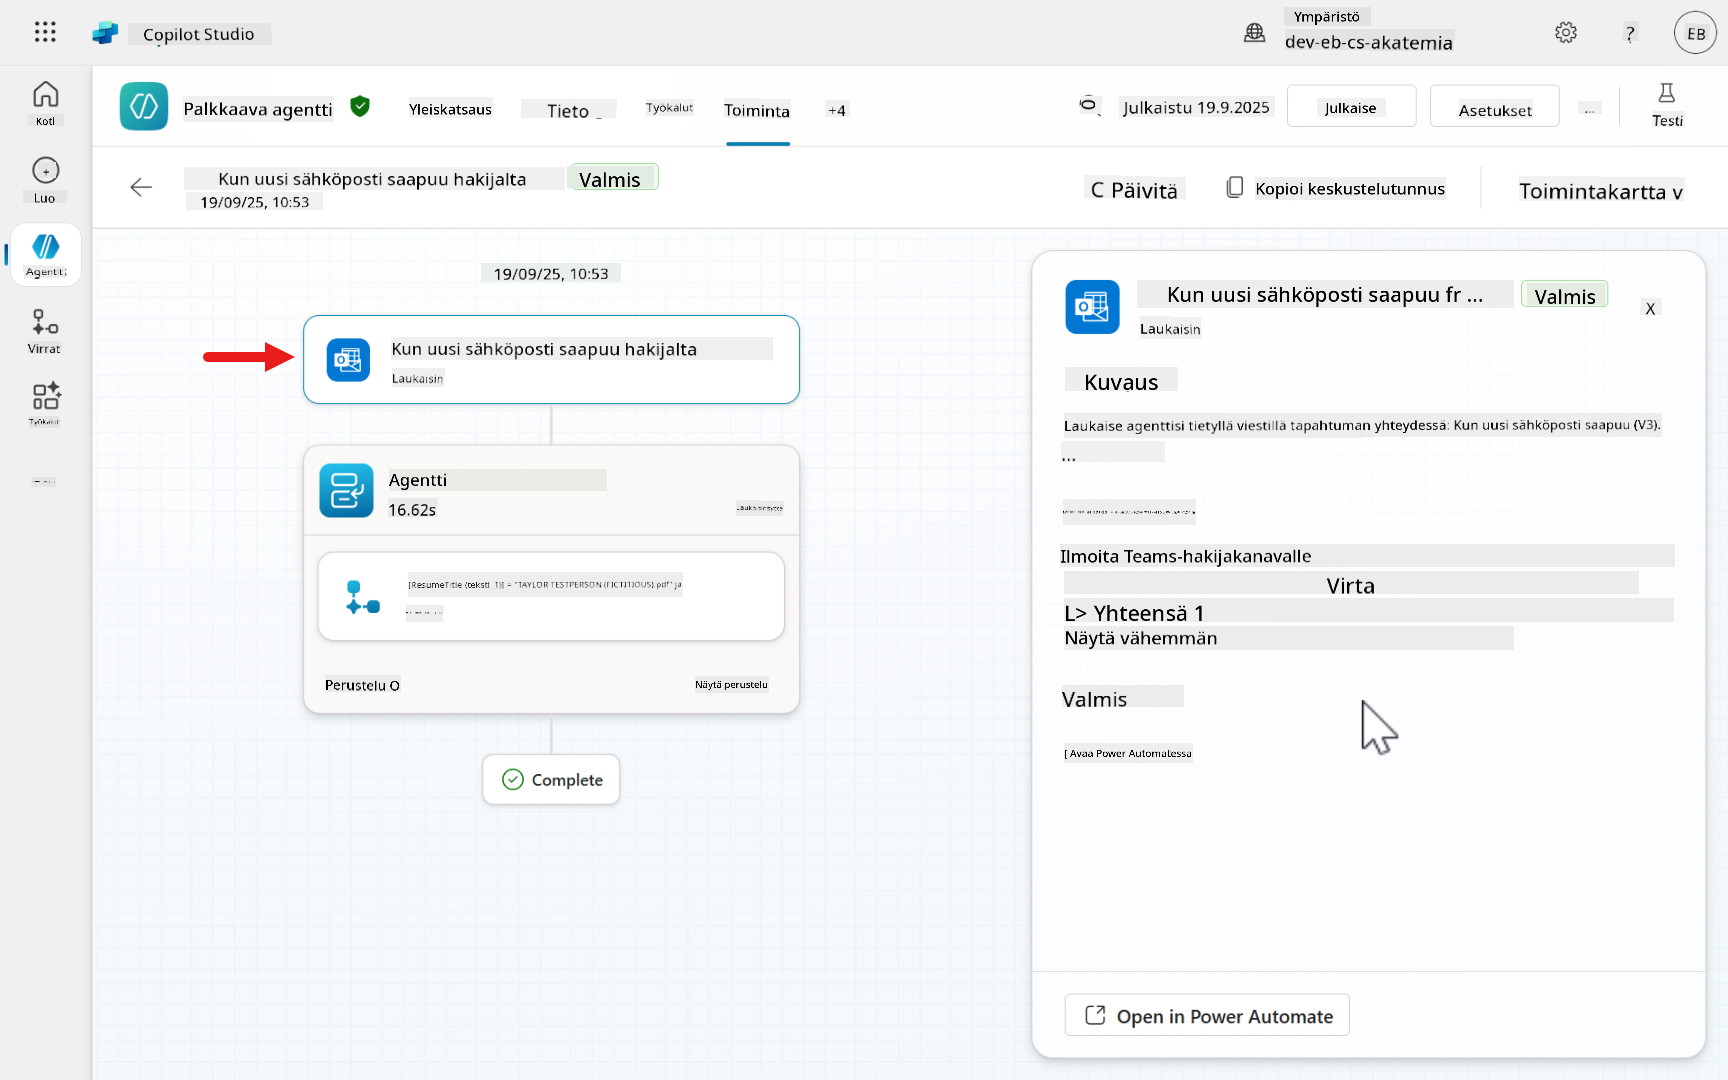 Copilot Studio
Ympäristö
dev-eb-cs-akatemia
?
EB
Koti
Luo
Agentit
Virrat
Työkalut
Palkkaava agentti
Yleiskatsaus
Tieto
Työkalut
Toiminta
+4
Julkaistu 19.9.2025
Julkaise
Asetukset
...
Testi
Kun uusi sähköposti saapuu hakijalta
Valmis
19/09/25, 10:53
C Päivitä
Kopioi keskustelutunnus
Toimintakartta v
19/09/25, 10:53
Kun uusi sähköposti saapuu hakijalta
Laukaisin
Agentti
16.62s
[ResumeTitle (teksti_1)] = "TAYLOR TESTPERSON (FICTITIOUS).pdf" ja
Perustelu O
Näytä perustelu
Complete
Kun uusi sähköposti saapuu fr ...
Valmis
X
Laukaisin
Kuvaus
Laukaise agenttisi tietyllä viestillä tapahtuman yhteydessä: Kun uusi sähköposti saapuu (V3).
...
Ilmoita Teams-hakijakanavalle
Virta
L> Yhteensä 1
Näytä vähemmän
Valmis
[ Avaa Power Automatessa
Open in Power Automate